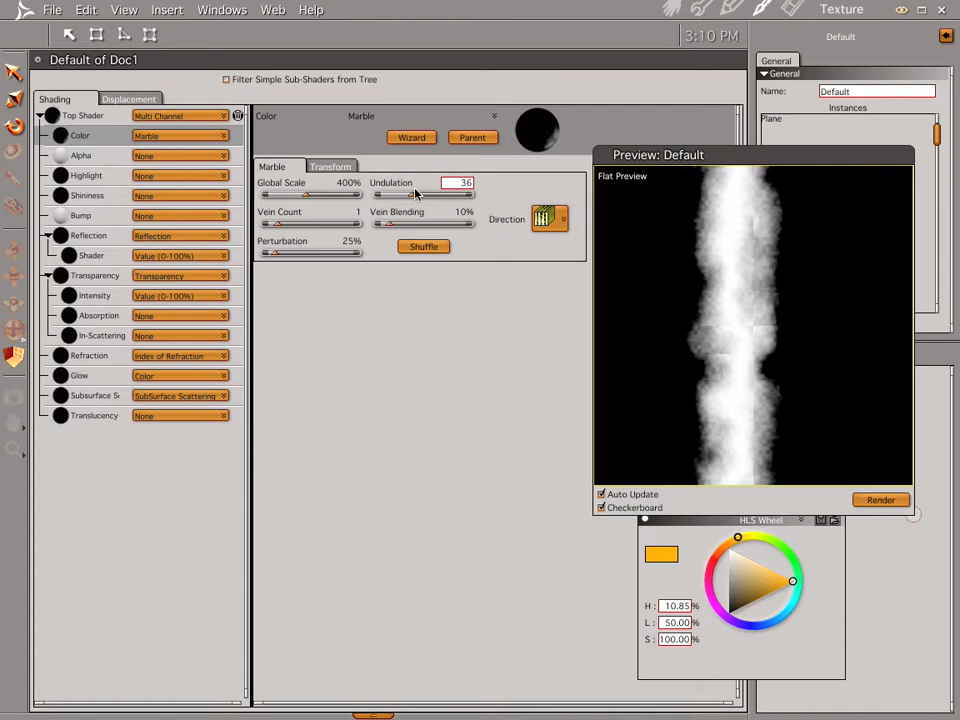 File Edit View Insert Windows Web Help Texture
3:10 PM
Default
Default of Doc1
General
General
Filter Simple Sub-Shaders from Tree
Name: Default
Shading Displacement
Instances
Top Shader Multi Channel
Color Marble
Plane
Color Marble
Wizard Parent
Alpha None
Preview: Default
Marble Transform
Highlight None
Flat Preview
Global Scale 400% Undulation 36
Shininess None
Vein Count 1 Vein Blending 10%
Bump None
Direction
Reflection Reflection
Perturbation 25% Shuffle
Shader Value (0-100%)
Transparency Transparency
Intensity Value (0-100%)
Absorption None
In-Scattering None
Refraction Index of Refraction
Glow Color
Subsurface S‹ SubSurface Scattering
Translucency None
Auto Update
Render
Checkerboard
HLS Wheel
H : 10.85%
L : 50.00%
S : 100.00%